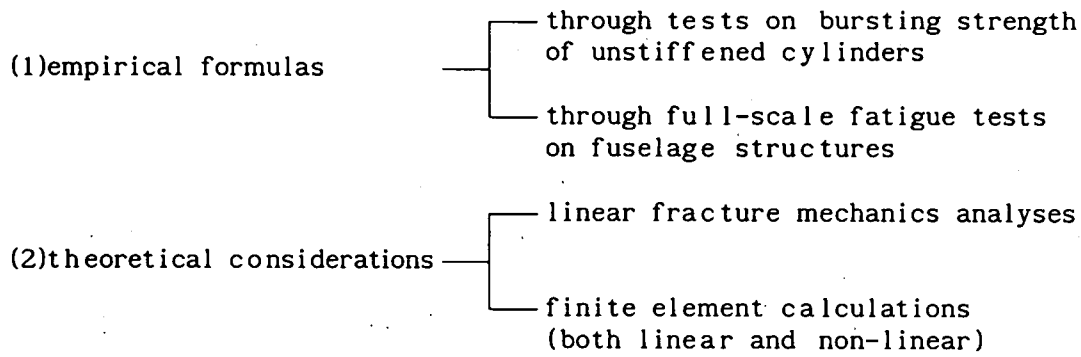 through tests on bursting strength
of unstiffened cylinders
(1)empirical formulas
through full-scale fatigue tests
on fuselage structures
linear fracture mechanics analyses
(2)theoretical considerations
finite element calculations
(both linear and non-linear)